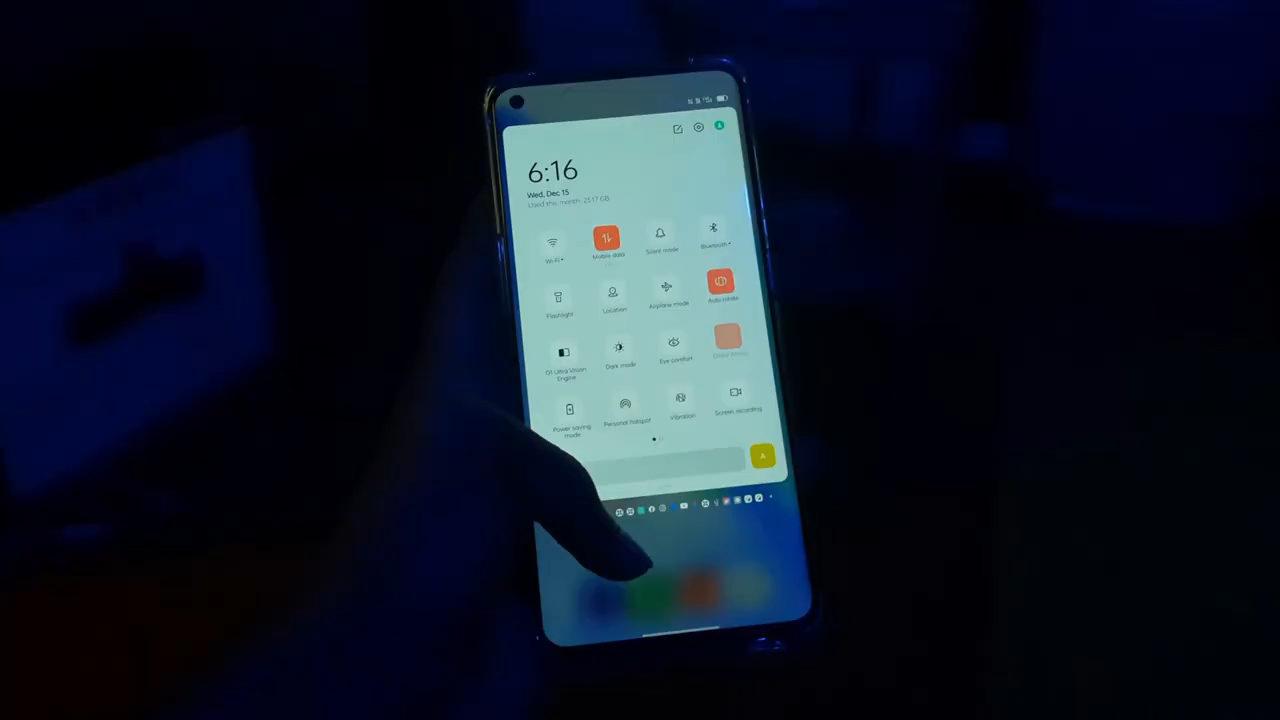 6:16
Wed, Dec 15
Used this month: 23.17 GB
Wi-Fi
Mobile data
Silent mode
Bluetooth
Flashlight
Location
Airplane mode
Auto rotate
O1 Ultra Vision
Engine
Dark mode
Eye comfort
Power saving
mode
Personal hotspot
Vibration
Screen recording
A